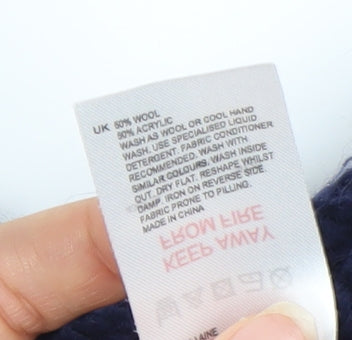 UK 50% WOOL
50% ACRYLIC
WASH AS WOOL OR COOL HAND
WASH. USE SPECIALISED LIQUID
DETERGENT. FABRIC CONDITIONER
RECOMMENDED. WASH WITH
SIMILAR COLOURS. WASH INSIDE
OUT. DRY FLAT. RESHAPE WHILST
DAMP. IRON ON REVERSE SIDE.
FABRIC PRONE TO PILLING.
MADE IN CHINA
KEEP AWAY
FROM FIRE
LAINE